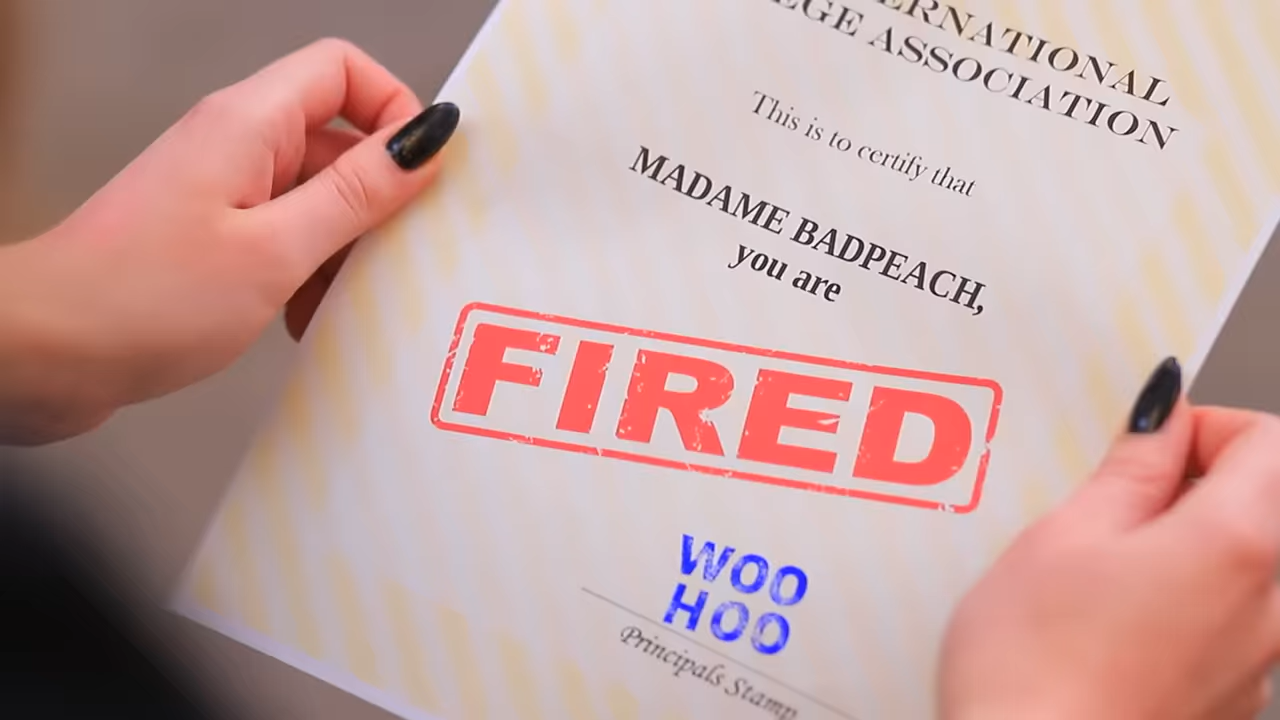 ERNATIONAL
EGE ASSOCIATION
This is to certify that
MADAME BADPEACH,
you are
FIRED
WOO
HOO
Principals Stamp